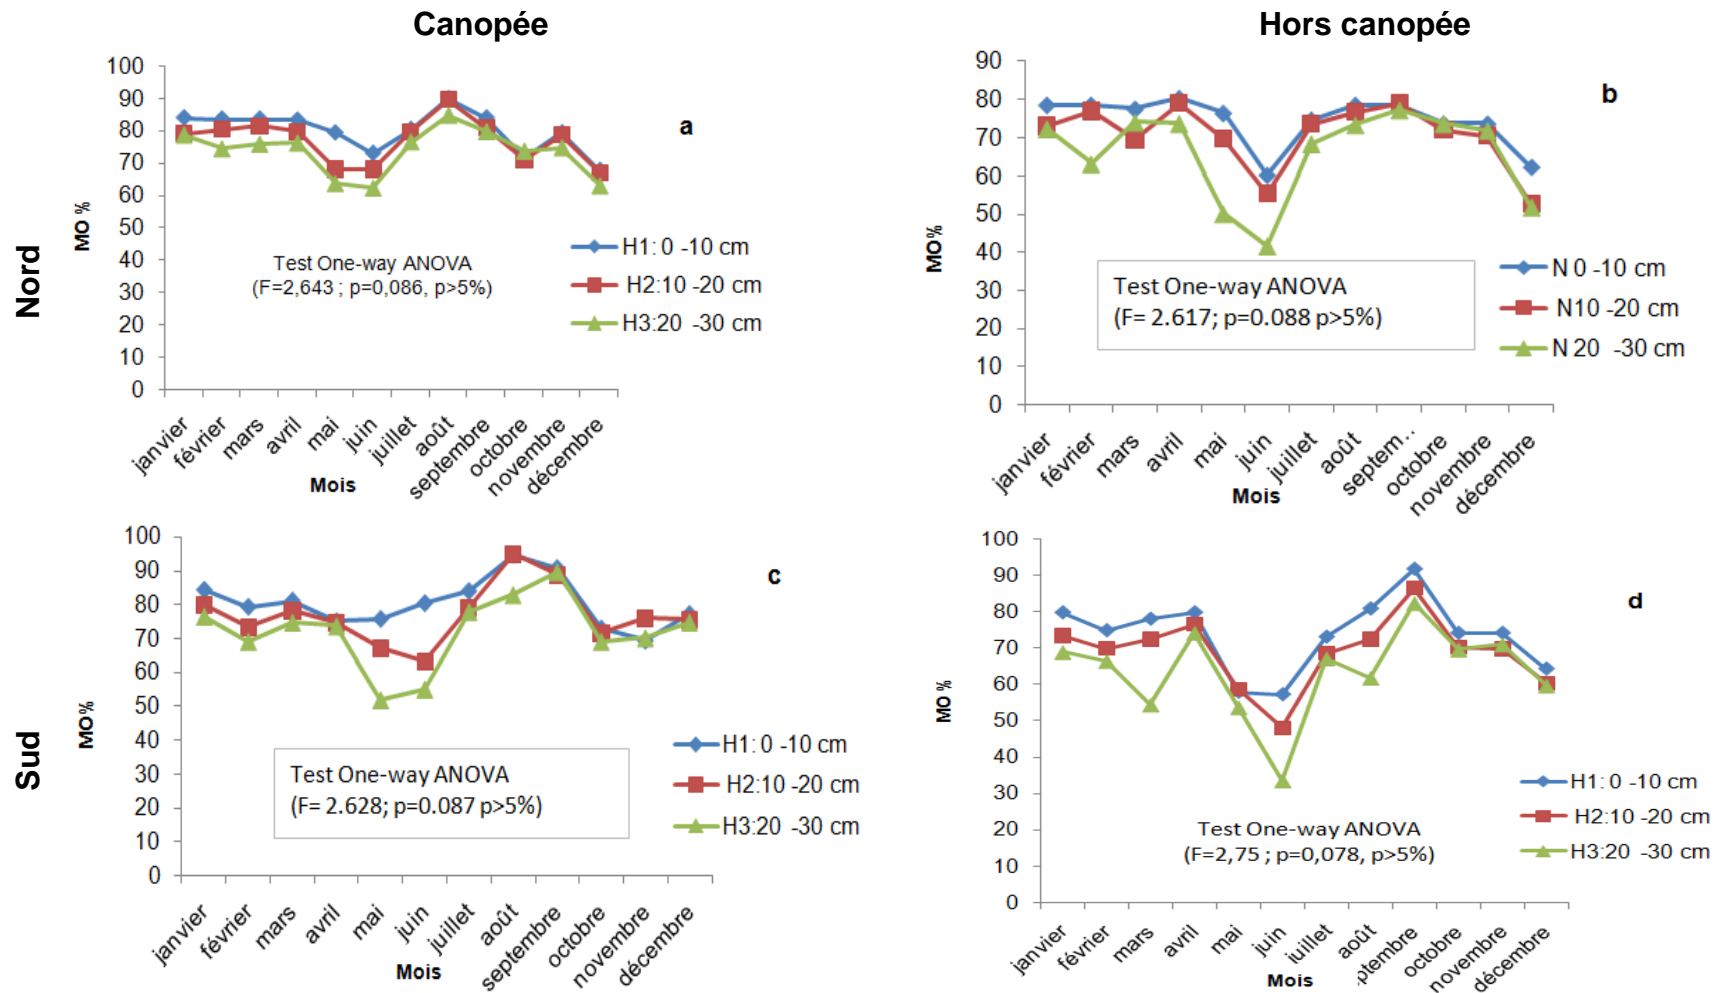 Canopée
Hors canopée
Nord
Sud
100
90
80
70
60
50
40
30
20
10
0
MO %
a
Test One-way ANOVA
(F=2,643 ; p=0,086, p>5%)
H1: 0 -10 cm
H2:10 -20 cm
H3:20 -30 cm
janvier
février
mars
avril
mai
juin
juillet
août
septembre
octobre
novembre
décembre
Mois
90
80
70
60
50
40
30
20
10
0
MO%
b
Test One-way ANOVA
(F= 2.617; p=0.088 p>5%)
N 0 -10 cm
N10 -20 cm
N 20 -30 cm
janvier
février
mars
avril
mai
juin
juillet
août
septem...
octobre
novembre
décembre
Mois
100
90
80
70
60
50
40
30
20
10
0
MO%
c
Test One-way ANOVA
(F= 2.628; p=0.087 p>5%)
H1: 0 -10 cm
H2:10 -20 cm
H3:20 -30 cm
janvier
février
mars
avril
mai
juin
juillet
août
septembre
octobre
novembre
décembre
Mois
100
90
80
70
60
50
40
30
20
10
0
MO %
d
Test One-way ANOVA
(F=2,75 ; p=0,078, p>5%)
H1: 0 -10 cm
H2:10 -20 cm
H3:20 -30 cm
janvier
février
mars
avril
mai
juin
juillet
août
ptembre
octobre
novembre
décembre
Mois